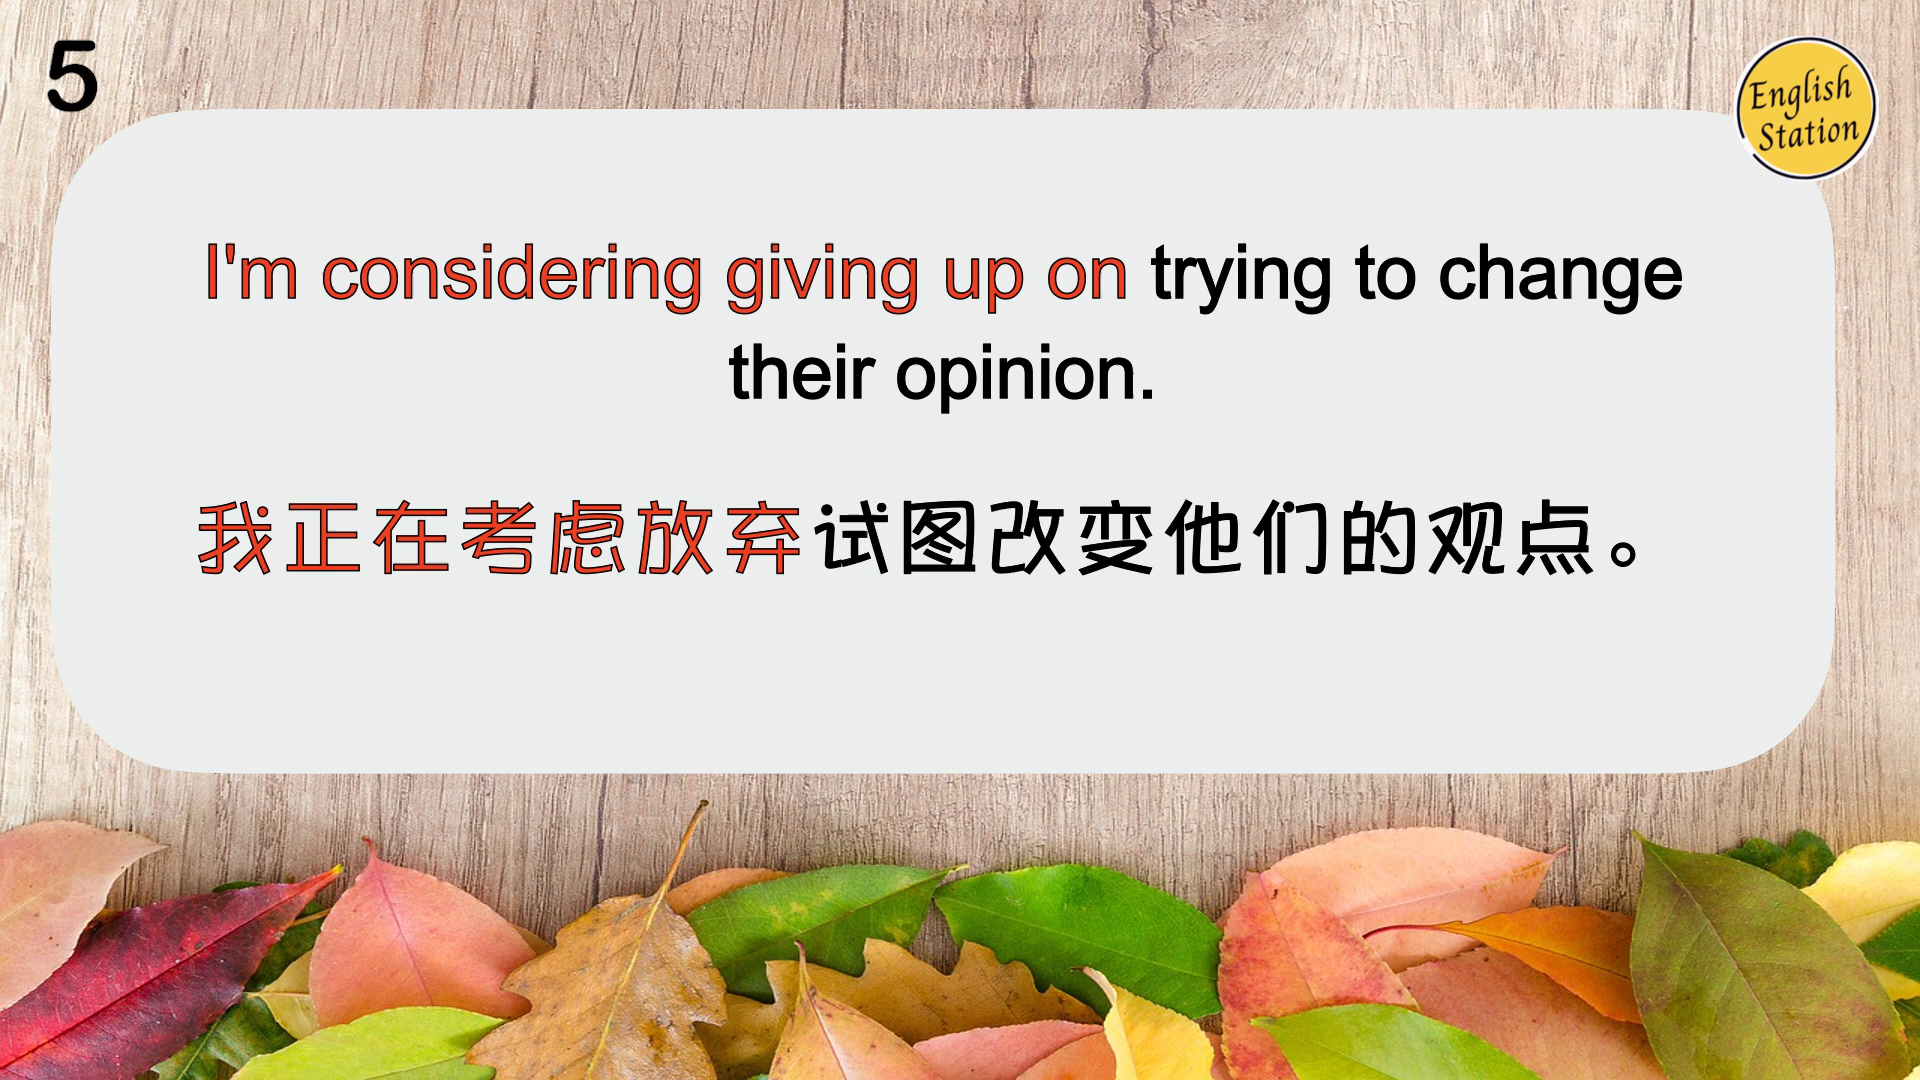 5
English
Station
I'm considering giving up on trying to change
their opinion.
我正在考虑放弃试图改变他们的观点。